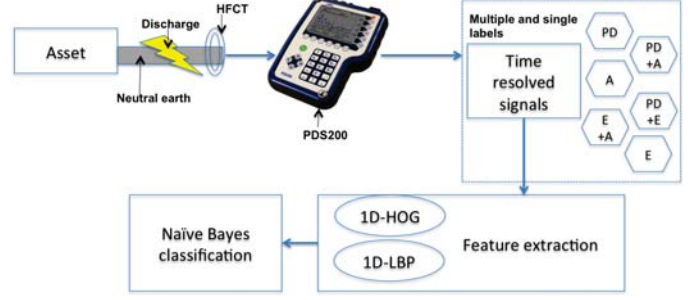 HFCT
Discharge
Asset
Neutral earth
PDS200
Multiple and single
labels
Time
resolved
signals
PD
PD
+A
A
PD
+E
E
+A
E
1D-HOG
1D-LBP
Feature extraction
Naïve Bayes
classification